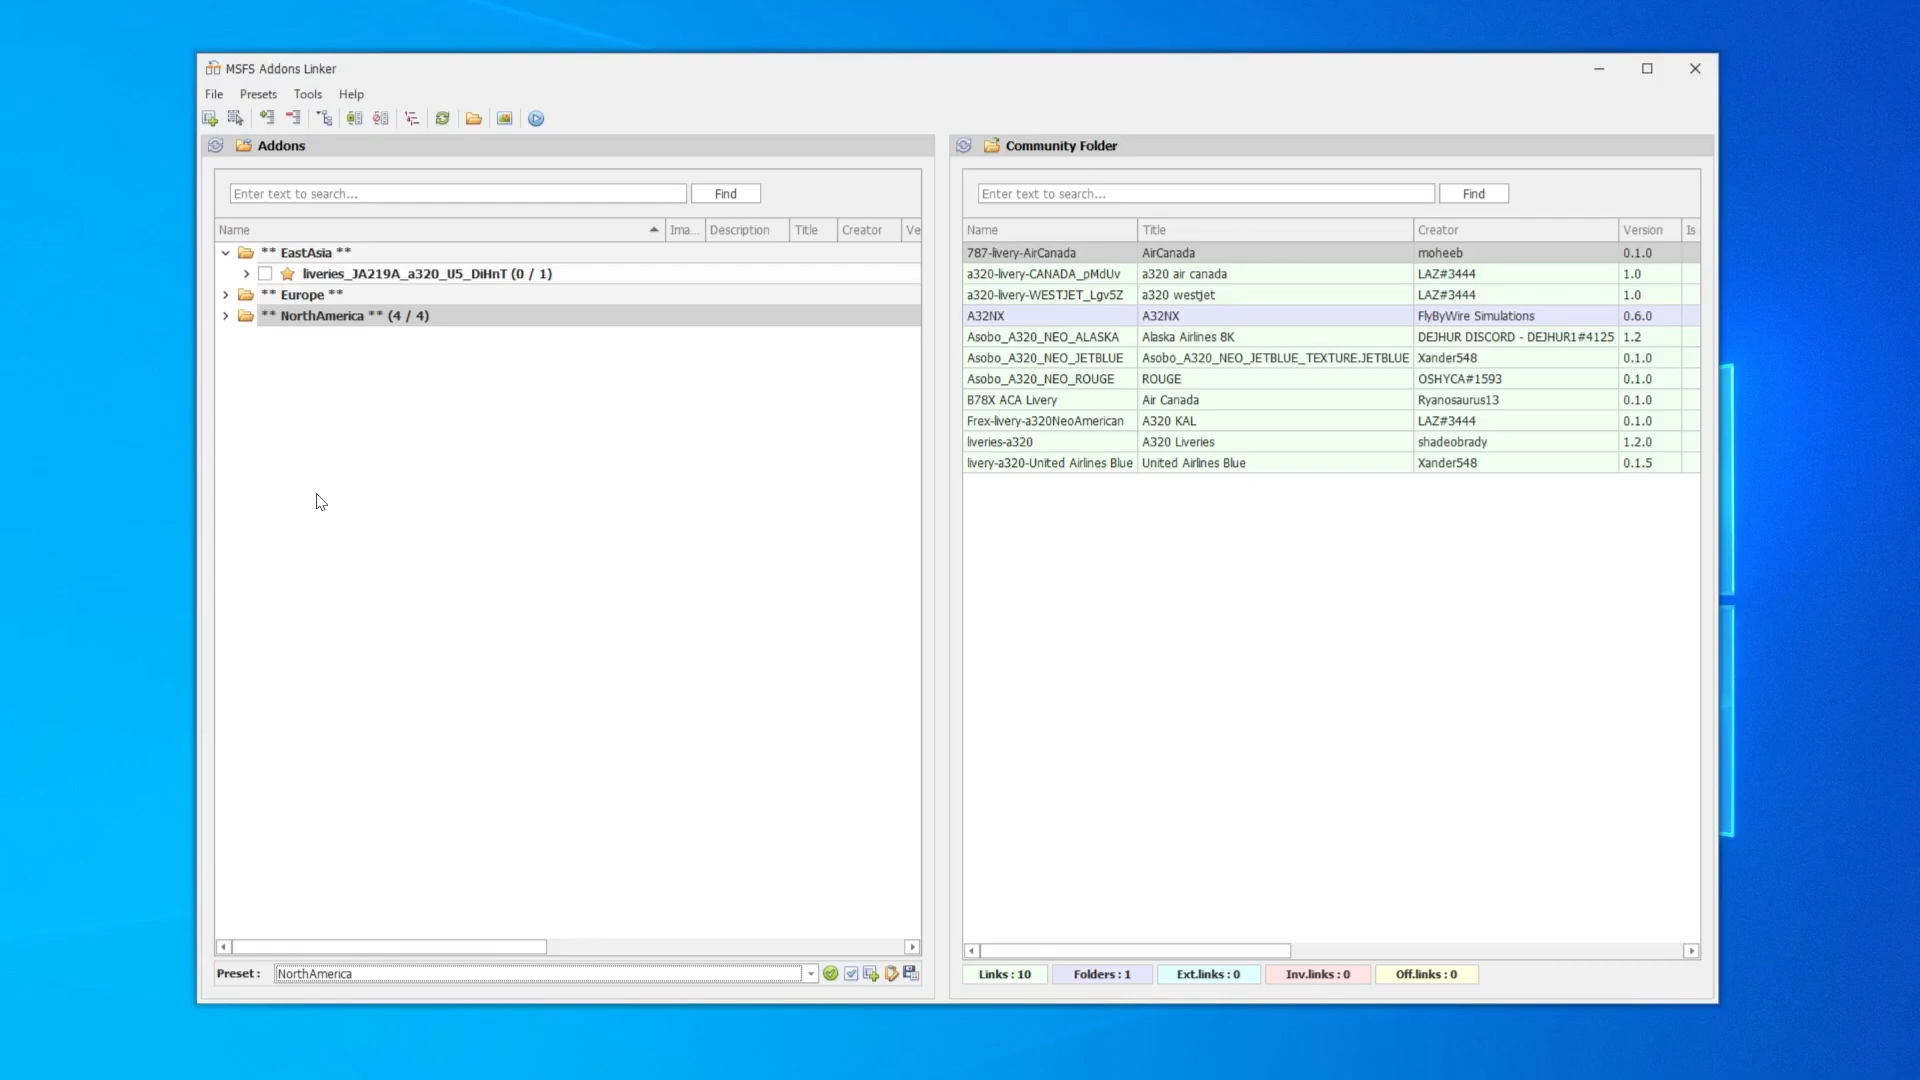 MSFS Addons Linker
File Presets Tools Help
Addons
Enter text to search...
Find
Name Ima... Description Title Creator Ve
** EastAsia **
liveries_JA219A_a320_U5_DiHnT (0 / 1)
** Europe **
** NorthAmerica ** (4 / 4)
Preset : NorthAmerica
Community Folder
Enter text to search...
Find
Name Title Creator Version Is
787-livery-AirCanada AirCanada moheeb 0.1.0
a320-livery-CANADA_pMdUv a320 air canada LAZ#3444 1.0
a320-livery-WESTJET_Lgv5Z a320 westjet LAZ#3444 1.0
A32NX A32NX FlyByWire Simulations 0.6.0
Asobo_A320_NEO_ALASKA Alaska Airlines 8K DEJHUR DISCORD - DEJHUR1#4125 1.2
Asobo_A320_NEO_JETBLUE Asobo_A320_NEO_JETBLUE_TEXTURE.JETBLUE Xander548 0.1.0
Asobo_A320_NEO_ROUGE ROUGE OSHYCA#1593 0.1.0
B78X ACA Livery Air Canada Ryanosaurus13 0.1.0
Frex-livery-a320NeoAmerican A320 KAL LAZ#3444 0.1.0
liveries-a320 A320 Liveries shadeobrady 1.2.0
livery-a320-United Airlines Blue United Airlines Blue Xander548 0.1.5
Links : 10 Folders : 1 Ext.links : 0 Inv.links : 0 Off.links : 0